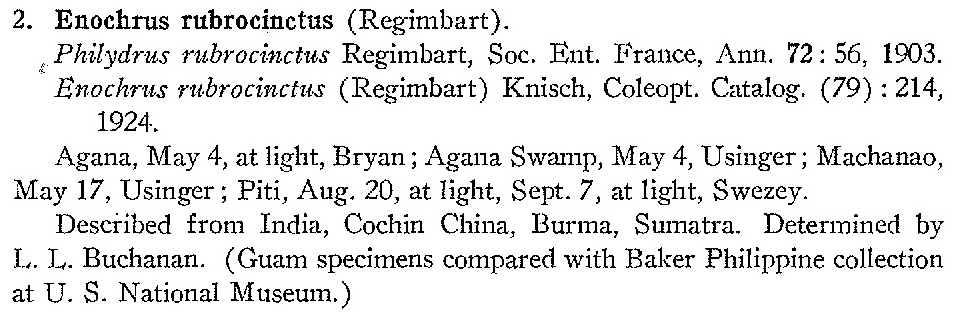 2. Enochrus rubrocinctus (Regimbart).
Philydrus rubrocinctus Regimbart, Soc. Ent. France, Ann. 72: 56, 1903.
Enochrus rubrocinctus (Regimbart) Knisch, Coleopt. Catalog. (79): 214,
1924.
Agana, May 4, at light, Bryan; Agana Swamp, May 4, Usinger; Machanao,
May 17, Usinger; Piti, Aug. 20, at light, Sept. 7, at light, Swezey.
Described from India, Cochin China, Burma, Sumatra. Determined by
L. L. Buchanan. (Guam specimens compared with Baker Philippine collection
at U. S. National Museum.)